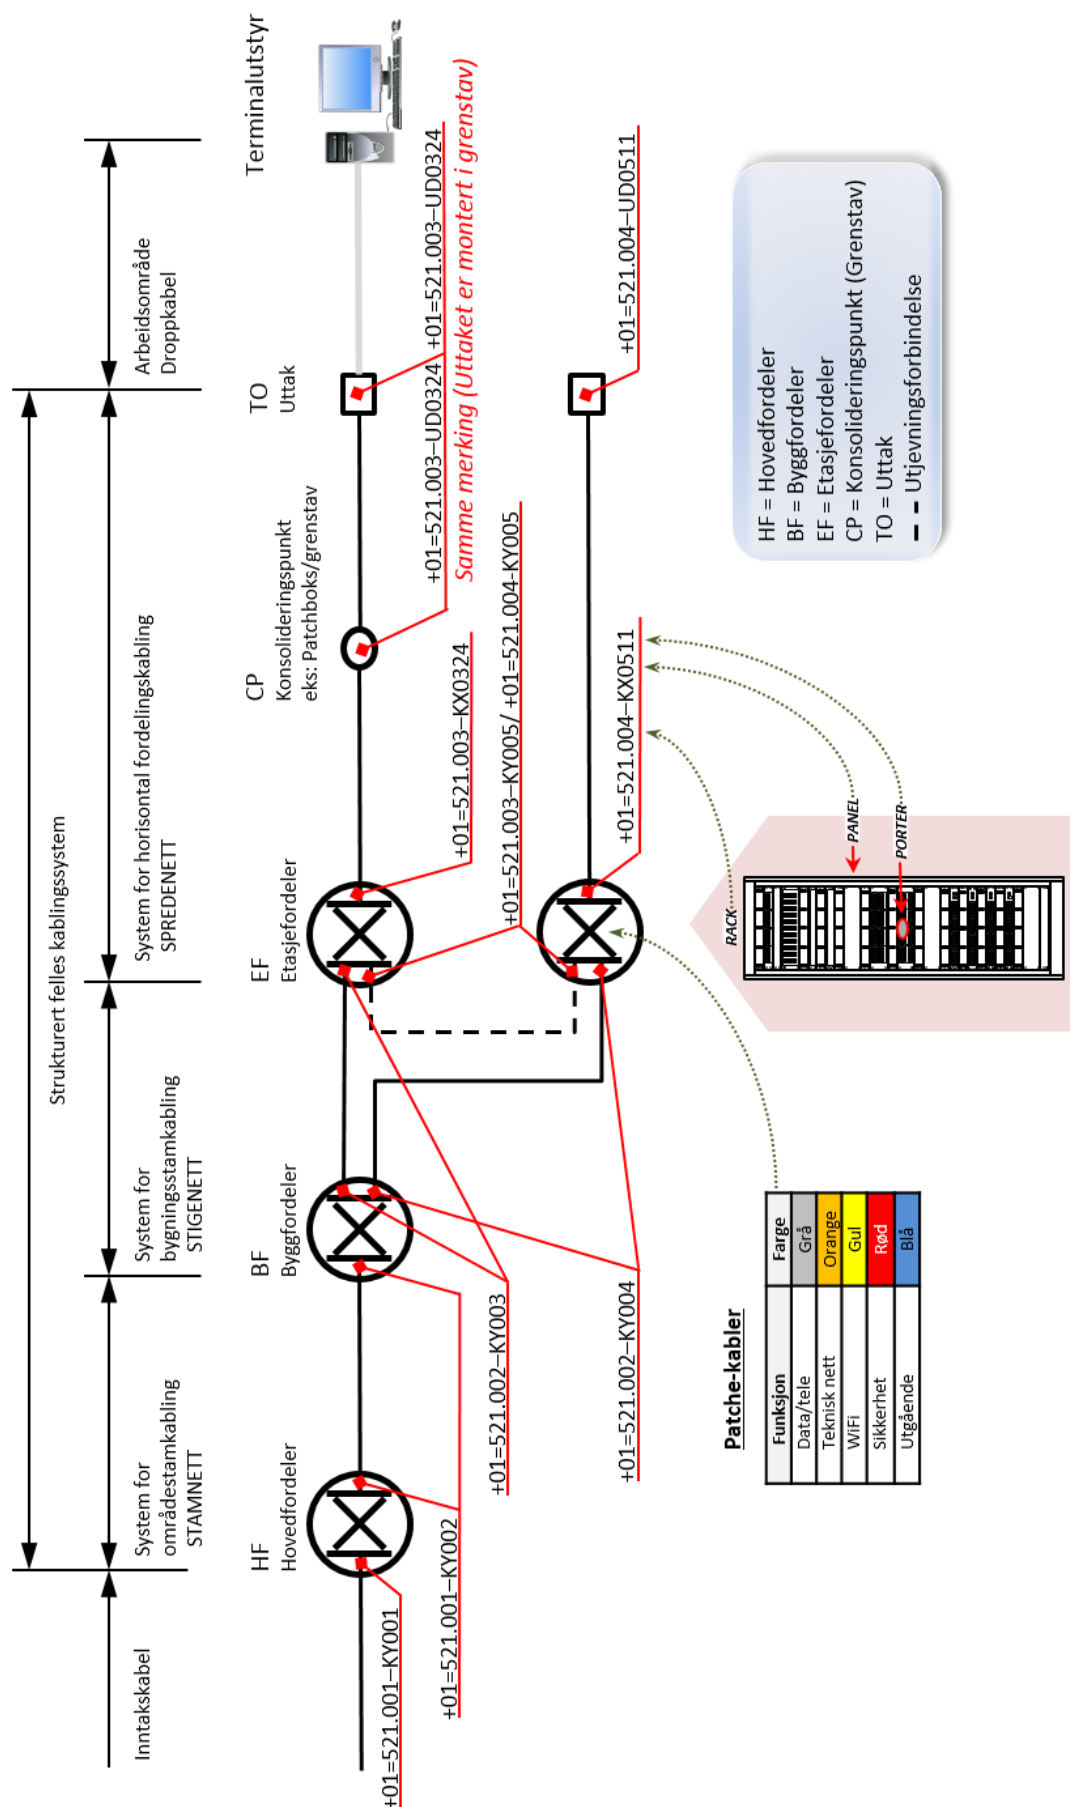 Strukturert felles kablingssystem
Inntakskabel
System for
områdestamkabling
STAMNETT
System for
bygningsstamkabling
STIGENETT
System for horisontal fordelingskabling
SPREDENETT
Arbeidsområde
Droppkabel
HF
Hovedfordeler
BF
Byggfordeler
EF
Etasjefordeler
CP
Konsolideringspunkt
eks: Patchboks/grenstav
TO
Uttak
Terminalutstyr
+01=521.001–KY001
+01=521.001–KY002
+01=521.002–KY003
+01=521.002–KY004
+01=521.003–KX0324
+01=521.003–UD0324
+01=521.003–UD0324
Samme merking (Uttaket er montert i grenstav)
+01=521.003–KY005/ +01=521.004-KY005
+01=521.004–KX0511
+01=521.004–UD0511
Patche-kabler
Funksjon Farge
Data/tele Grå
Teknisk nett Orange
WiFi Gul
Sikkerhet Rød
Utgående Blå
RACK
PANEL
PORTER
HF = Hovedfordeler
BF = Byggfordeler
EF = Etasjefordeler
CP = Konsolideringspunkt (Grenstav)
TO = Uttak
– – Utjevningsforbindelse